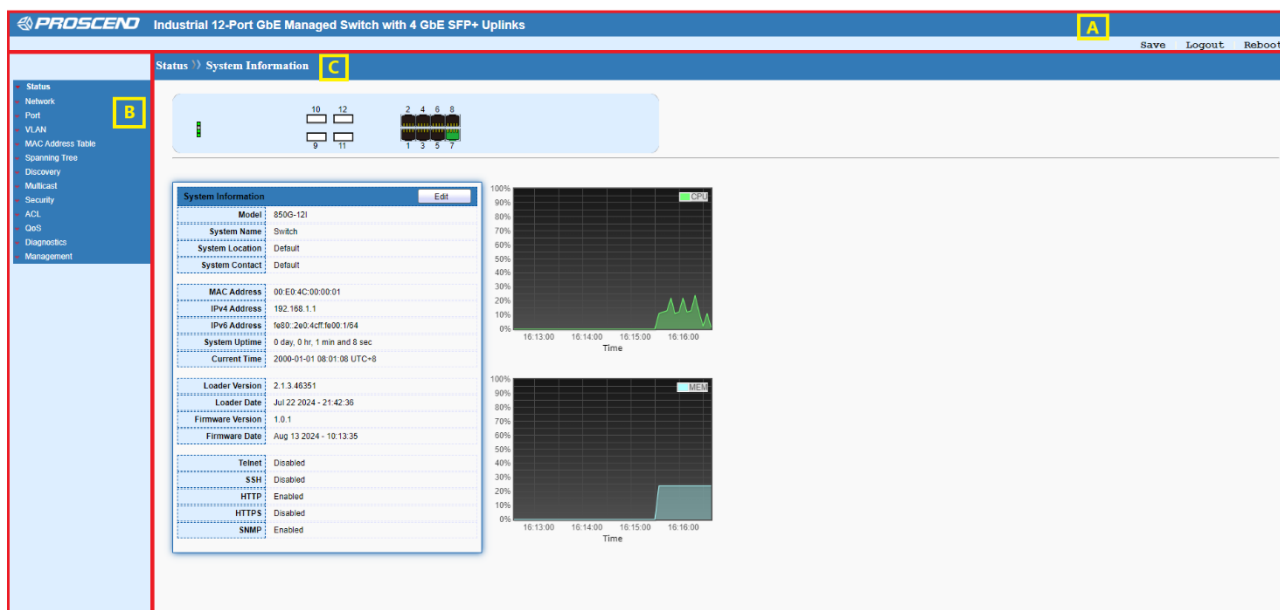 PROSCEND Industrial 12-Port GbE Managed Switch with 4 GbE SFP+ Uplinks
A
Save Logout Reboot
Status 》 System Information
C
Status
Network
Port
VLAN
MAC Address Table
Spanning Tree
Discovery
Multicast
Security
ACL
QoS
Diagnostics
Management
B
10 12 2 4 6 8
9 11 1 3 5 7
System Information Edit
Model 850G-12I
System Name Switch
System Location Default
System Contact Default
MAC Address 00:E0:4C:00:00:01
IPv4 Address 192.168.1.1
IPv6 Address fe80::2e0:4cff:fe00:1/64
System Uptime 0 day, 0 hr, 1 min and 8 sec
Current Time 2000-01-01 08:01:08 UTC+8
Loader Version 2.1.3.46351
Loader Date Jul 22 2024 - 21:42:36
Firmware Version 1.0.1
Firmware Date Aug 13 2024 - 10:13:35
Telnet Disabled
SSH Disabled
HTTP Enabled
HTTPS Disabled
SNMP Enabled
100%
90%
80%
70%
60%
50%
40%
30%
20%
10%
0%
CPU
16:13:00 16:14:00 16:15:00 16:16:00
Time
100%
90%
80%
70%
60%
50%
40%
30%
20%
10%
0%
MEM
16:13:00 16:14:00 16:15:00 16:16:00
Time